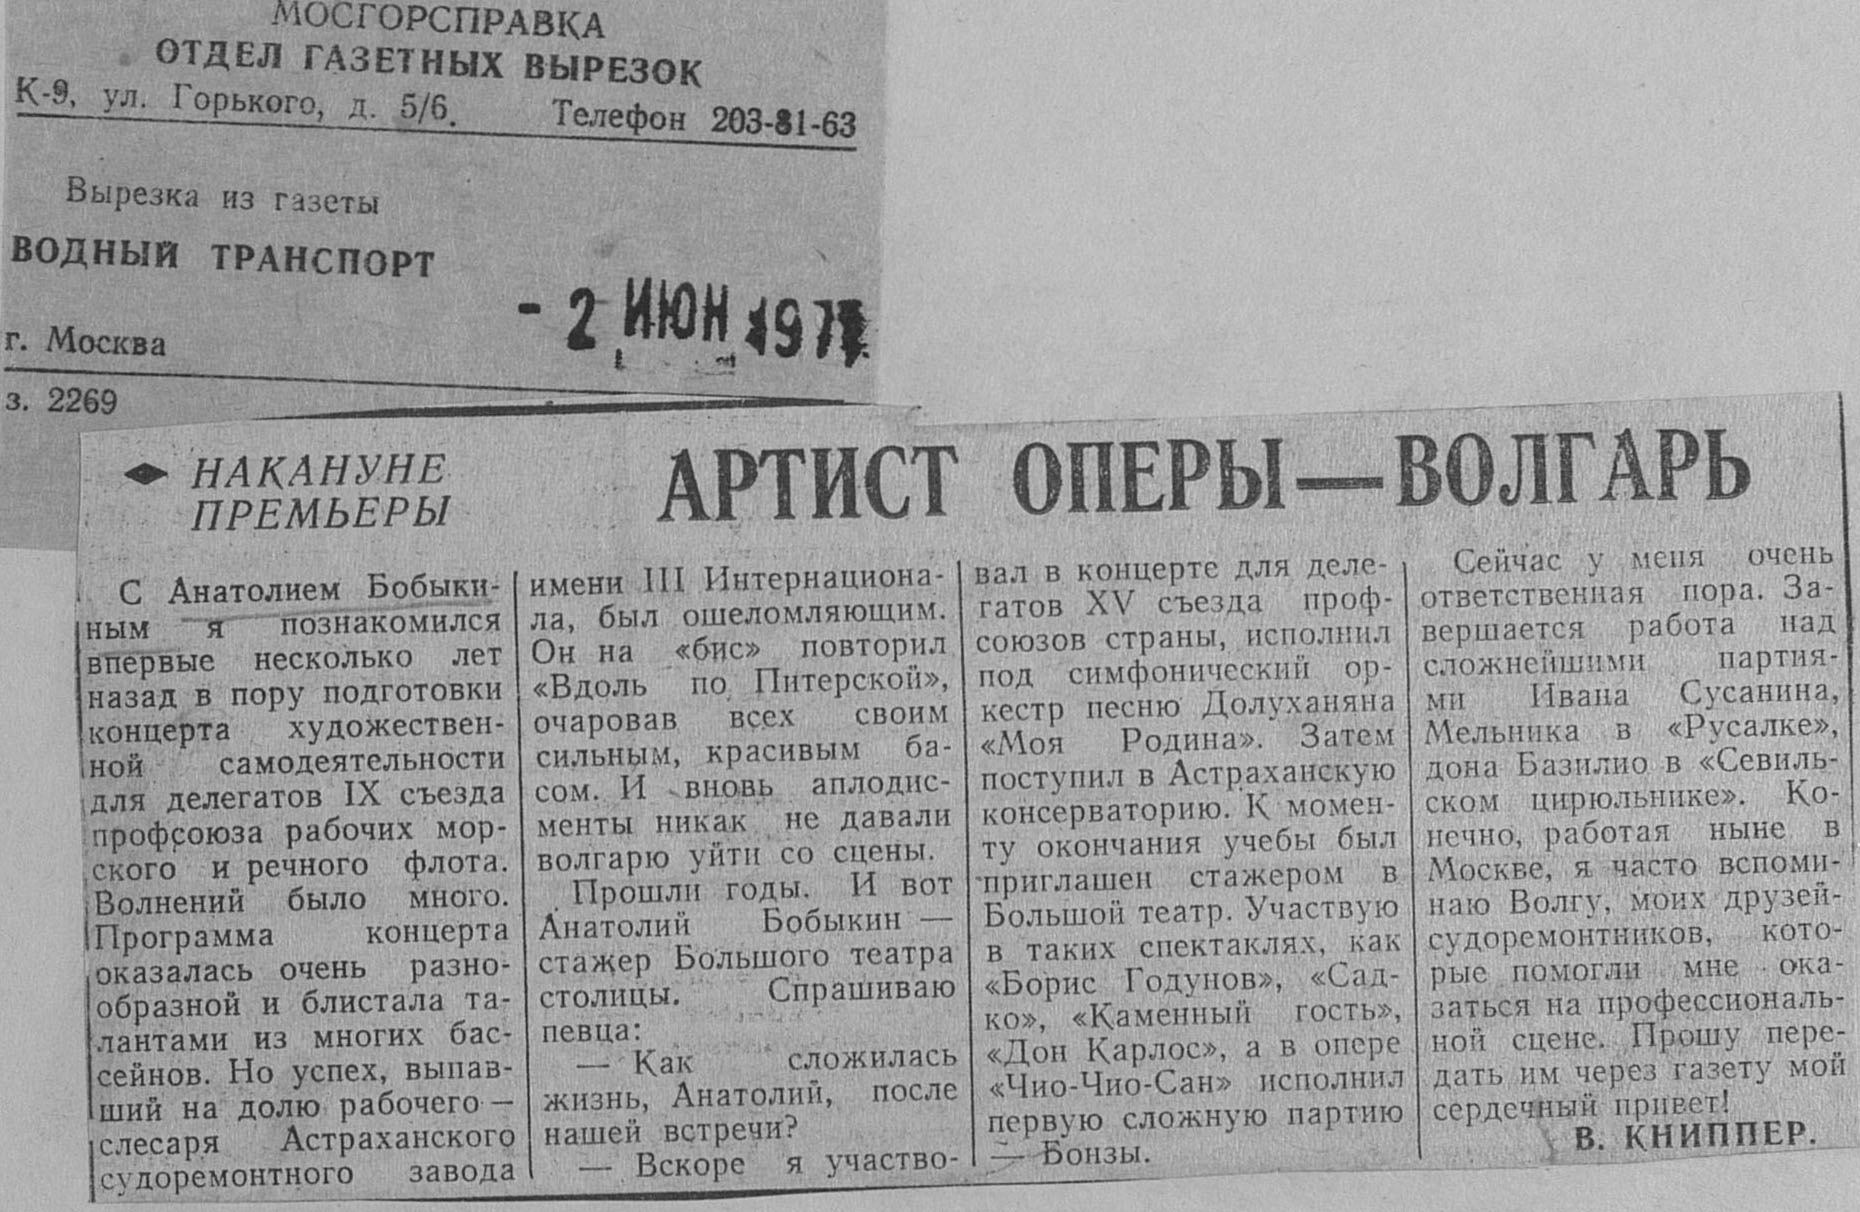 МОСГОРСПРАВКА
ОТДЕЛ ГАЗЕТНЫХ ВЫРЕЗОК
К-9, ул. Горького, д. 5/6. Телефон 203-81-63
Вырезка из газеты
ВОДНЫЙ ТРАНСПОРТ
- 2 ИЮН 197
г. Москва
з. 2269
НАКАНУНЕ
ПРЕМЬЕРЫ
АРТИСТ ОПЕРЫ—ВОЛГАРЬ
С Анатолием Бобыки-
ным я познакомился
впервые несколько лет
назад в пору подготовки
концерта художествен-
ной самодеятельности
для делегатов IX съезда
профсоюза рабочих мор-
ского и речного флота.
Волнений было много.
Программа концерта
оказалась очень разно-
образной и блистала та-
лантами из многих бас-
сейнов. Но успех, выпав-
ший на долю рабочего —
слесаря Астраханского
судоремонтного завода
имени III Интернациона-
ла, был ошеломляющим.
Он на «бис» повторил
«Вдоль по Питерской»,
очаровав всех своим
сильным, красивым ба-
сом. И вновь аплодис-
менты никак не давали
волгарю уйти со сцены.
Прошли годы. И вот
Анатолий Бобыкин —
стажер Большого театра
столицы. Спрашиваю
певца:
— Как сложилась
жизнь, Анатолий, после
нашей встречи?
— Вскоре я участво-
вал в концерте для деле-
гатов XV съезда проф-
союзов страны, исполнил
под симфонический ор-
кестр песню Долуханяна
«Моя Родина». Затем
поступил в Астраханскую
консерваторию. К момен-
ту окончания учебы был
приглашен стажером в
Большой театр. Участвую
в таких спектаклях, как
«Борис Годунов», «Сад-
ко», «Каменный гость»,
«Дон Карлос», а в опере
«Чио-Чио-Сан» исполнил
первую сложную партию
— Бонзы.
Сейчас у меня очень
ответственная пора. За-
вершается работа над
сложнейшими партия-
ми Ивана Сусанина,
Мельника в «Русалке»,
дона Базилио в «Севиль-
ском цирюльнике». Ко-
нечно, работая ныне в
Москве, я часто вспоми-
наю Волгу, моих друзей-
судоремонтников, кото-
рые помогли мне ока-
заться на профессиональ-
ной сцене. Прошу пере-
дать им через газету мой
сердечный привет!
В. КНИППЕР.